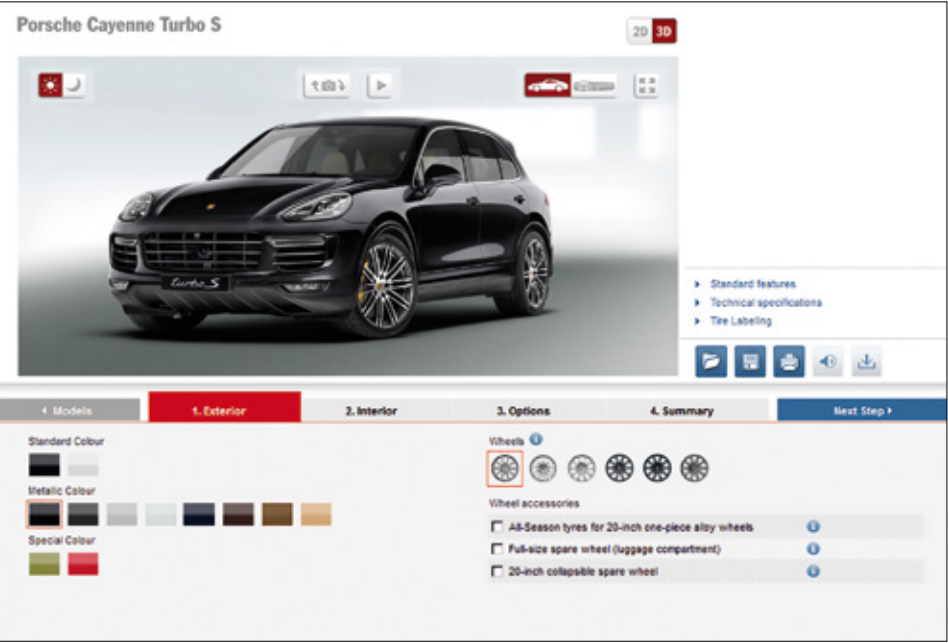 Porsche Cayenne Turbo S
2D 3D
Turbo S
Standard features
Technical specifications
Tire Labeling
Models
1. Exterior
2. Interior
3. Options
4. Summary
Next Step
Standard Colour
Metallic Colour
Special Colour
Wheels
Wheel accessories
All-Season tyres for 20-inch one-piece alloy wheels
Full-size spare wheel (luggage compartment)
20-inch collapsible spare wheel